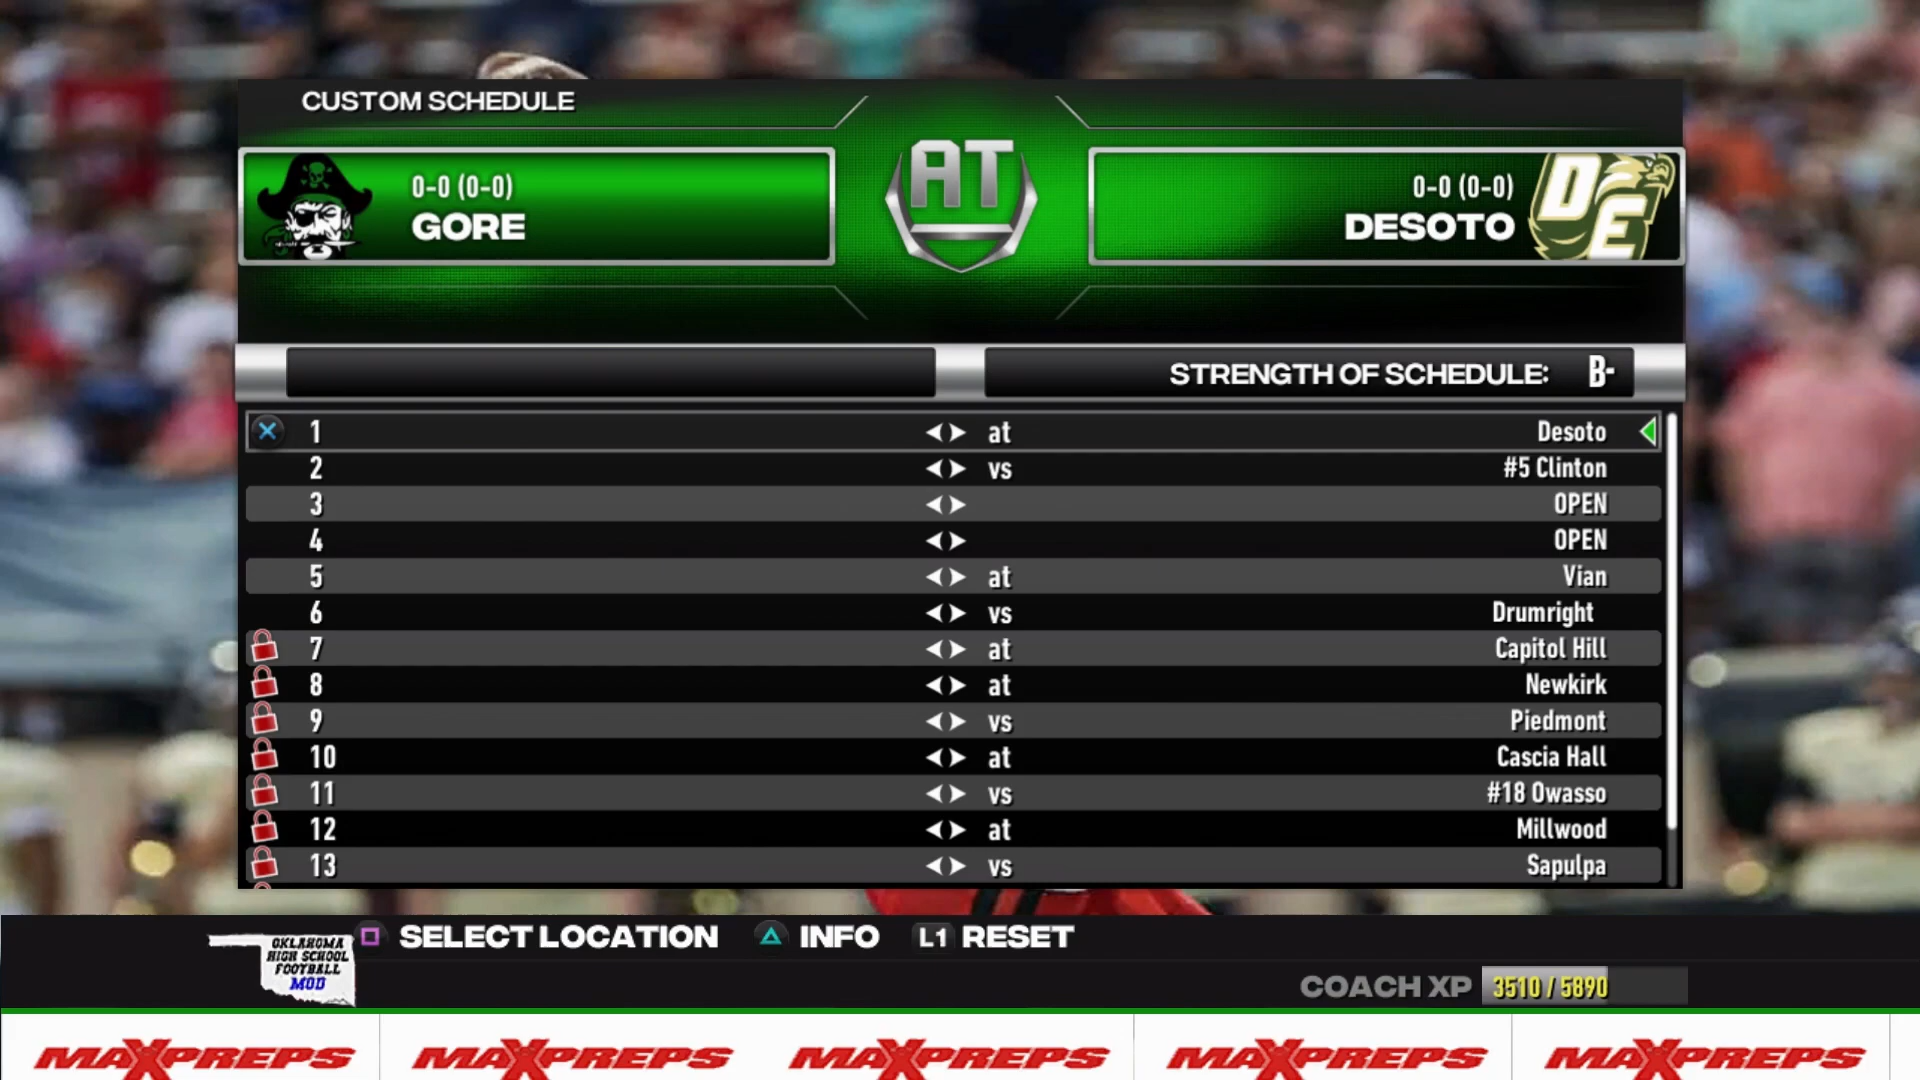 CUSTOM SCHEDULE
AT
0-0 (0-0)
GORE
0-0 (0-0)
DESOTO
DE
STRENGTH OF SCHEDULE: B-
1 at Desoto
2 vs #5 Clinton
3 OPEN
4 OPEN
5 at Vian
6 vs Drumright
7 at Capitol Hill
8 at Newkirk
9 vs Piedmont
10 at Cascia Hall
11 vs #18 Owasso
12 at Millwood
13 vs Sapulpa
OKLAHOMA
HIGH SCHOOL
FOOTBALL
MOD
SELECT LOCATION INFO L1 RESET
COACH XP 3510 / 5890
MAXPREPS MAXPREPS MAXPREPS MAXPREPS MAXPREPS